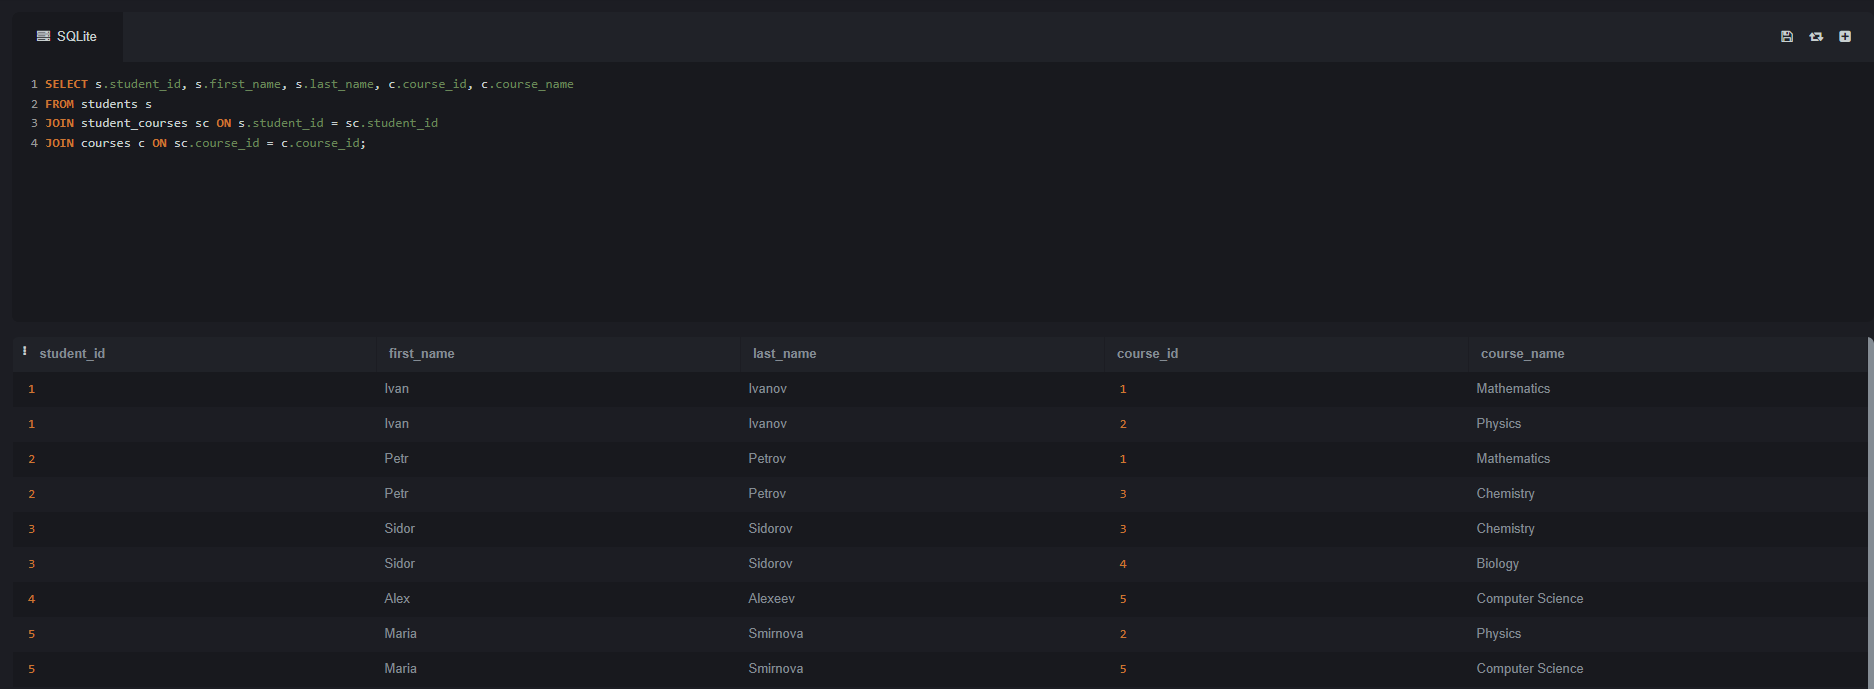 SQLite
1 SELECT s.student_id, s.first_name, s.last_name, c.course_id, c.course_name
2 FROM students s
3 JOIN student_courses sc ON s.student_id = sc.student_id
4 JOIN courses c ON sc.course_id = c.course_id;
student_id first_name last_name course_id course_name
1 Ivan Ivanov 1 Mathematics
1 Ivan Ivanov 2 Physics
2 Petr Petrov 1 Mathematics
2 Petr Petrov 3 Chemistry
3 Sidor Sidorov 3 Chemistry
3 Sidor Sidorov 4 Biology
4 Alex Alexeev 5 Computer Science
5 Maria Smirnova 2 Physics
5 Maria Smirnova 5 Computer Science